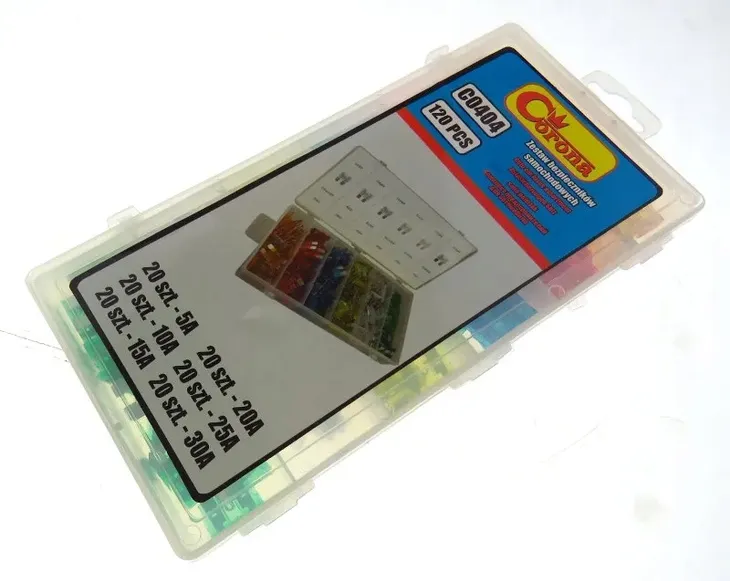 C0404
120 PCS
Corona
Zestaw bezpieczników
samochodowych
20 szt. - 5A
20 szt. - 10A
20 szt. - 15A
20 szt. - 20A
20 szt. - 25A
20 szt. - 30A